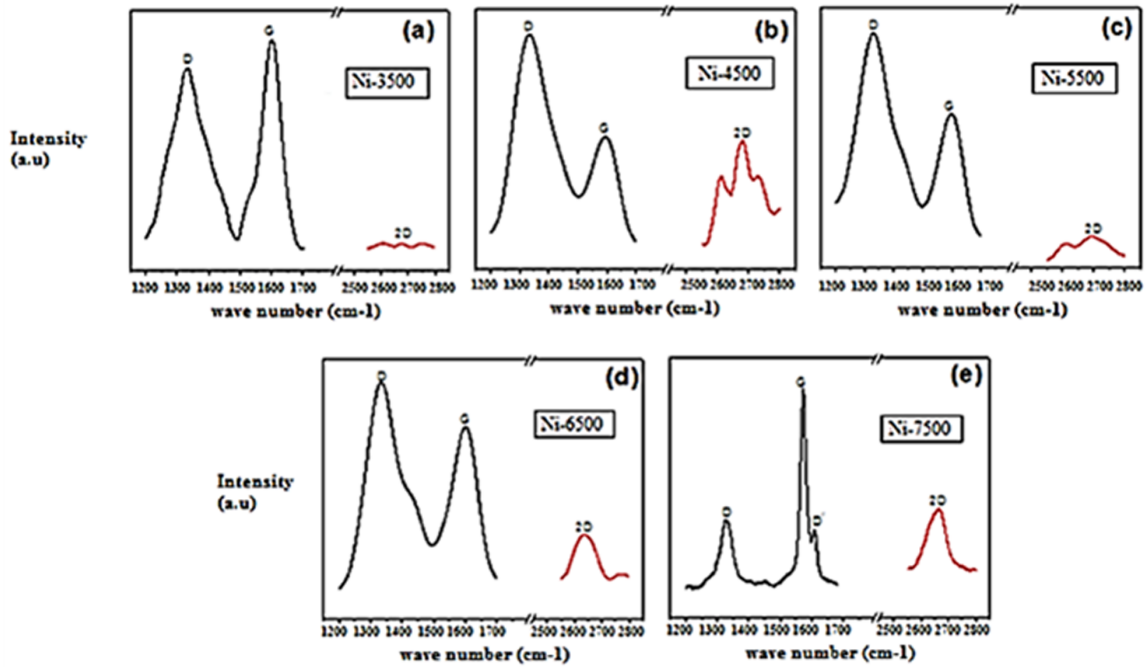 (a)
D
G
Ni-3500
2D
Intensity
(a.u)
1200 1300 1400 1500 1600 1700 2500 2600 2700 2800
wave number (cm-1)
(b)
D
G
Ni-4500
2D
1200 1300 1400 1500 1600 1700 2500 2600 2700 2800
wave number (cm-1)
(c)
D
G
Ni-5500
2D
1200 1300 1400 1500 1600 1700 2500 2600 2700 2800
wave number (cm-1)
(d)
D
G
Ni-6500
2D
Intensity
(a.u)
1200 1300 1400 1500 1600 1700 2500 2600 2700 2800
wave number (cm-1)
(e)
G
Ni-7500
D
D'
2D
1200 1300 1400 1500 1600 1700 2500 2600 2700 2800
wave number (cm-1)